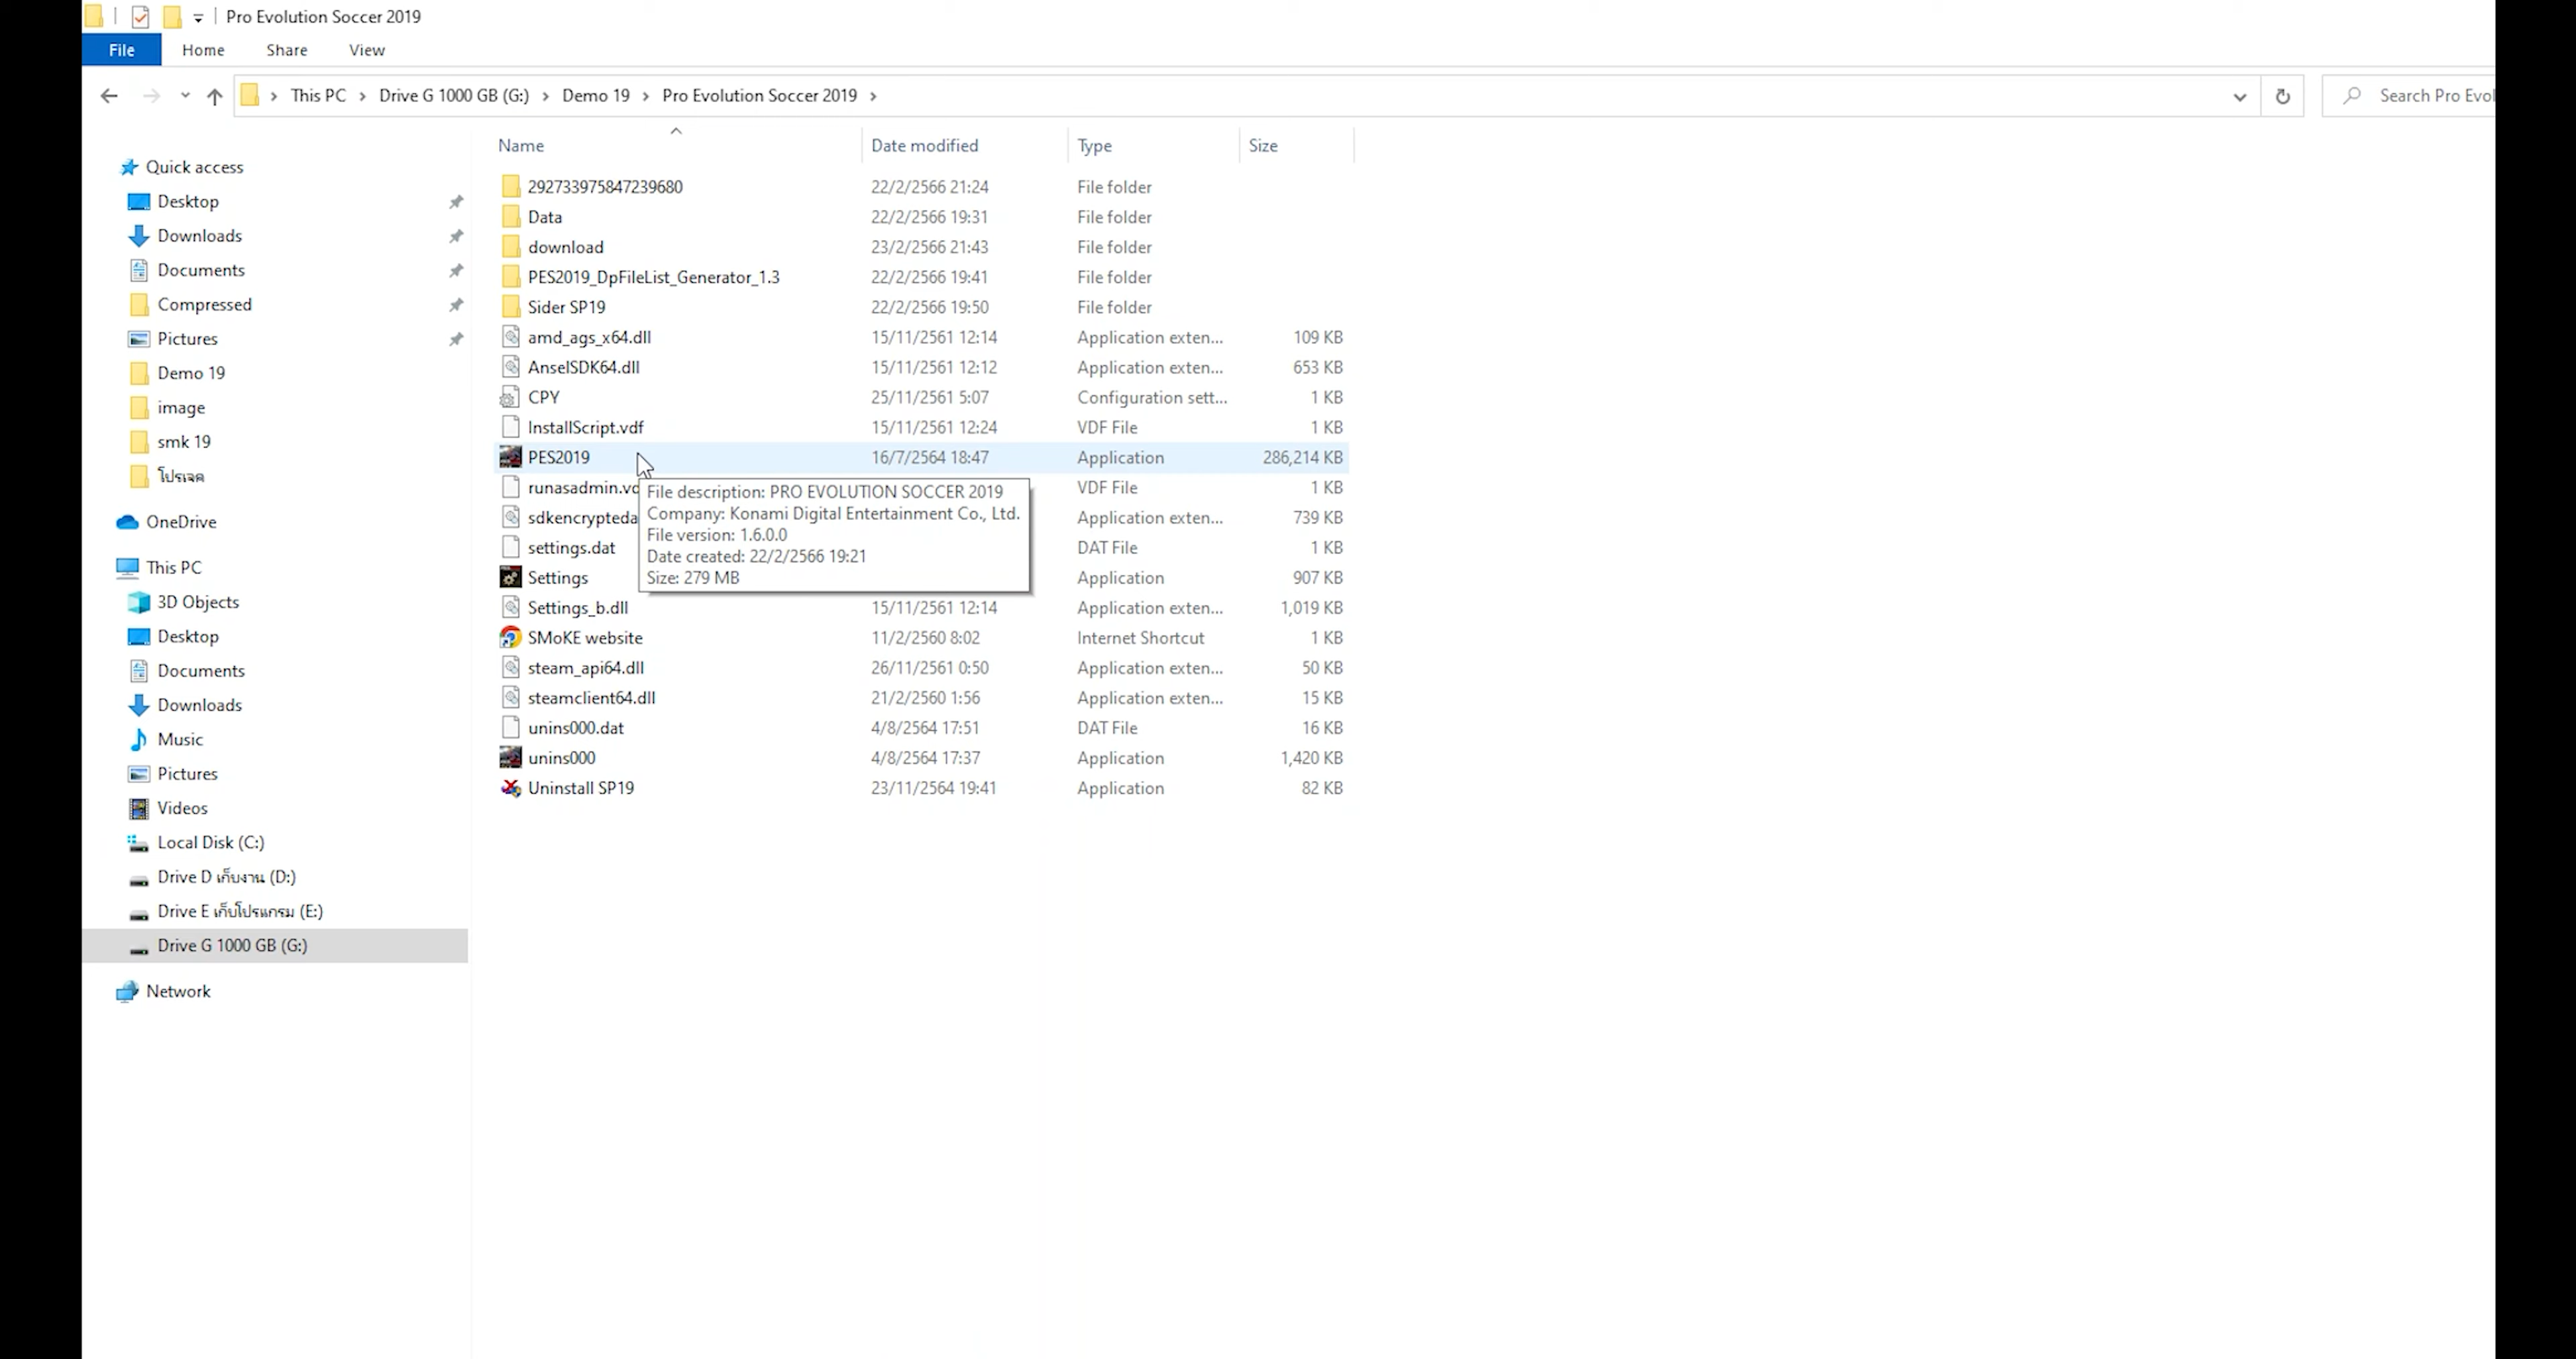 Pro Evolution Soccer 2019
File Home Share View
This PC Drive G 1000 GB (G:) Demo 19 Pro Evolution Soccer 2019
Search Pro Evol
Quick access
Desktop
Downloads
Documents
Compressed
Pictures
Demo 19
image
smk 19
โปรเจค
OneDrive
This PC
3D Objects
Desktop
Documents
Downloads
Music
Pictures
Videos
Local Disk (C:)
Drive D เก็บงาน (D:)
Drive E เก็บโปรแกรม (E:)
Drive G 1000 GB (G:)
Network
Name Date modified Type Size
292733975847239680 22/2/2566 21:24 File folder
Data 22/2/2566 19:31 File folder
download 23/2/2566 21:43 File folder
PES2019_DpFileList_Generator_1.3 22/2/2566 19:41 File folder
Sider SP19 22/2/2566 19:50 File folder
amd_ags_x64.dll 15/11/2561 12:14 Application exten... 109 KB
AnselSDK64.dll 15/11/2561 12:12 Application exten... 653 KB
CPY 25/11/2561 5:07 Configuration sett... 1 KB
InstallScript.vdf 15/11/2561 12:24 VDF File 1 KB
PES2019 16/7/2564 18:47 Application 286,214 KB
runasadmin.vd VDF File 1 KB
sdkencrypteda Application exten... 739 KB
settings.dat DAT File 1 KB
Settings Application 907 KB
Settings_b.dll 15/11/2561 12:14 Application exten... 1,019 KB
SMoKE website 11/2/2560 8:02 Internet Shortcut 1 KB
steam_api64.dll 26/11/2561 0:50 Application exten... 50 KB
steamclient64.dll 21/2/2560 1:56 Application exten... 15 KB
unins000.dat 4/8/2564 17:51 DAT File 16 KB
unins000 4/8/2564 17:37 Application 1,420 KB
Uninstall SP19 23/11/2564 19:41 Application 82 KB
File description: PRO EVOLUTION SOCCER 2019
Company: Konami Digital Entertainment Co., Ltd.
File version: 1.6.0.0
Date created: 22/2/2566 19:21
Size: 279 MB